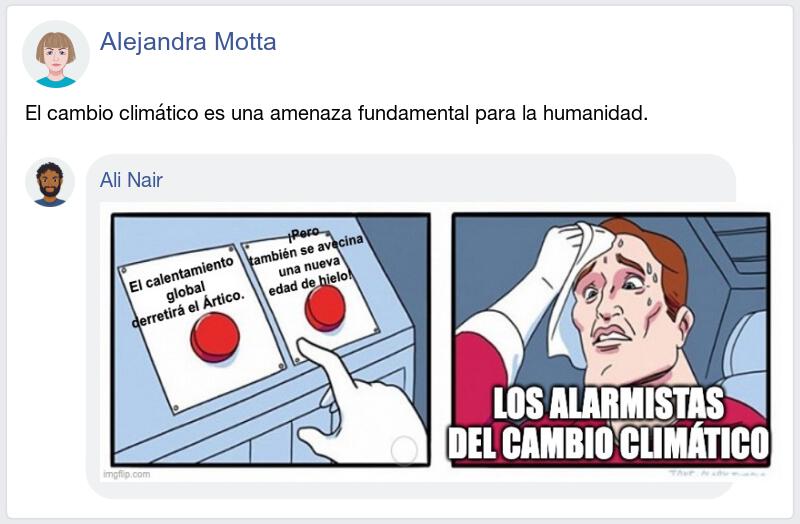 Alejandra Motta
El cambio climático es una amenaza fundamental para la humanidad.
Ali Nair
El calentamiento
global
derretirá el Ártico.
¡Pero
también se avecina
una nueva
edad de hielo!
LOS ALARMISTAS
DEL CAMBIO CLIMÁTICO
imgflip.com